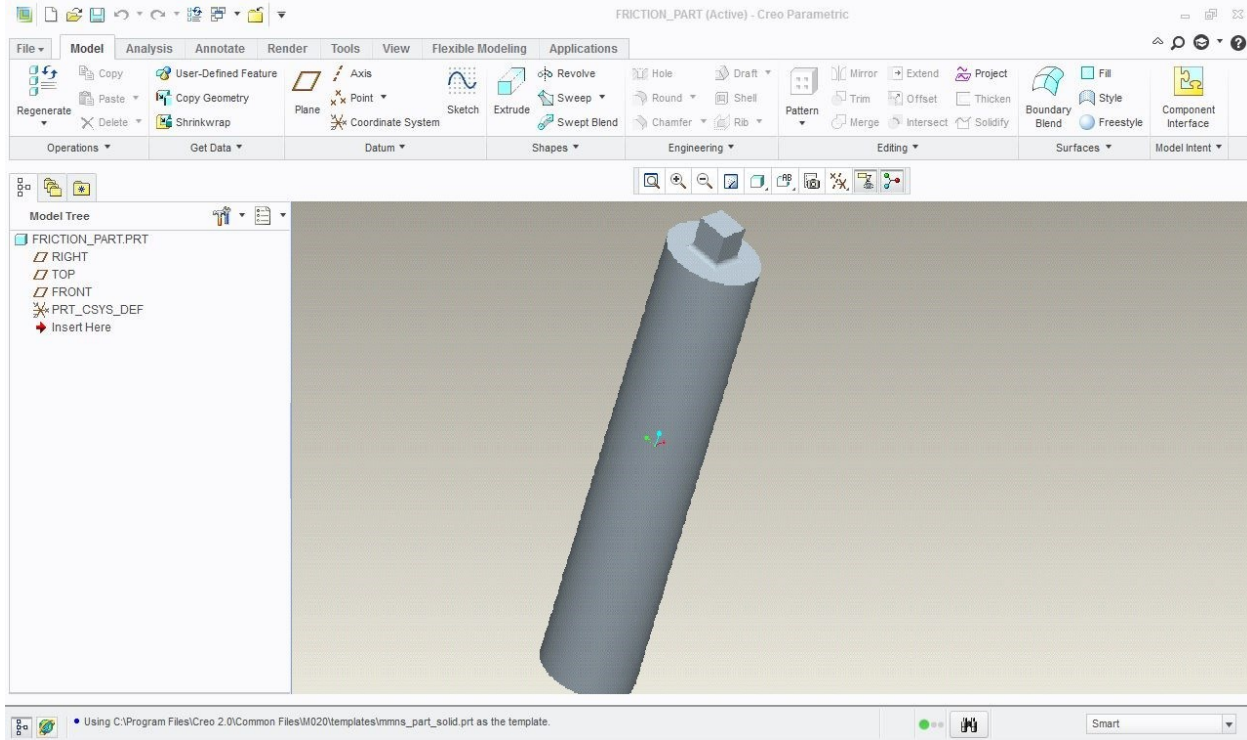 FRICTION_PART (Active) - Creo Parametric
File Model Analysis Annotate Render Tools View Flexible Modeling Applications
Regenerate
Copy
Paste
Delete
Operations
User-Defined Feature
Copy Geometry
Shrinkwrap
Get Data
Plane
Axis
Point
Coordinate System
Datum
Sketch
Extrude
Revolve
Sweep
Swept Blend
Shapes
Hole
Draft
Round
Shell
Chamfer
Rib
Engineering
Pattern
Mirror
Extend
Project
Trim
Offset
Thicken
Merge
Intersect
Solidify
Editing
Boundary
Blend
Fill
Style
Freestyle
Surfaces
Component
Interface
Model Intent
Model Tree
FRICTION_PART.PRT
RIGHT
TOP
FRONT
PRT_CSYS_DEF
Insert Here
Using C:\Program Files\Creo 2.0\Common Files\M020\templates\mmns_part_solid.prt as the template.
Smart